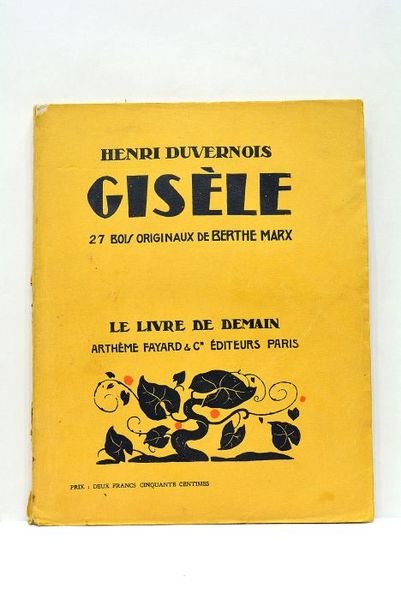 HENRI DUVERNOIS
GISÈLE
27 BOIS ORIGINAUX DE BERTHE MARX
LE LIVRE DE DEMAIN
ARTHÈME FAYARD & Cie ÉDITEURS PARIS
PRIX : DEUX FRANCS CINQUANTE CENTIMES